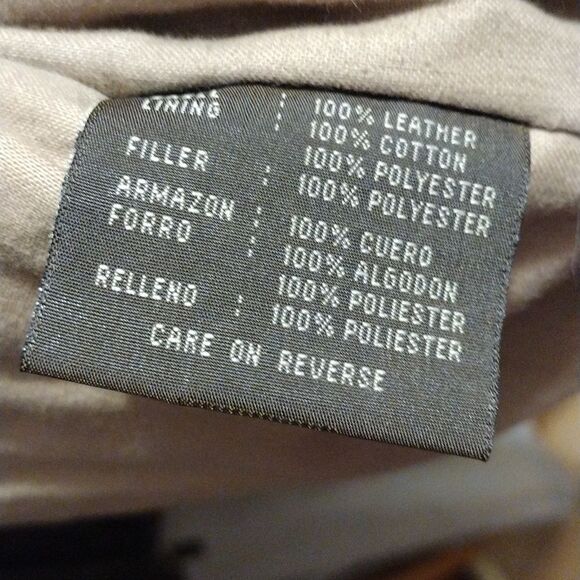 LINING : 100% LEATHER
100% COTTON
FILLER : 100% POLYESTER
100% POLYESTER
ARMAZON : 100% CUERO
FORRO : 100% ALGODON
100% POLIESTER
RELLENO : 100% POLIESTER
CARE ON REVERSE